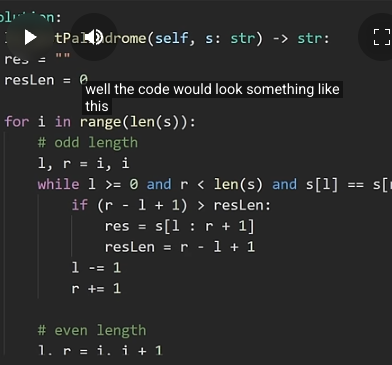 olution:
tPal drome(self, s: str) -> str:
res = ""
resLen = 0
well the code would look something like
this
for i in range(len(s)):
# odd length
l, r = i, i
while l >= 0 and r < len(s) and s[l] == s[
if (r - l + 1) > resLen:
res = s[l : r + 1]
resLen = r - l + 1
l -= 1
r += 1
# even length
l, r = i, i + 1